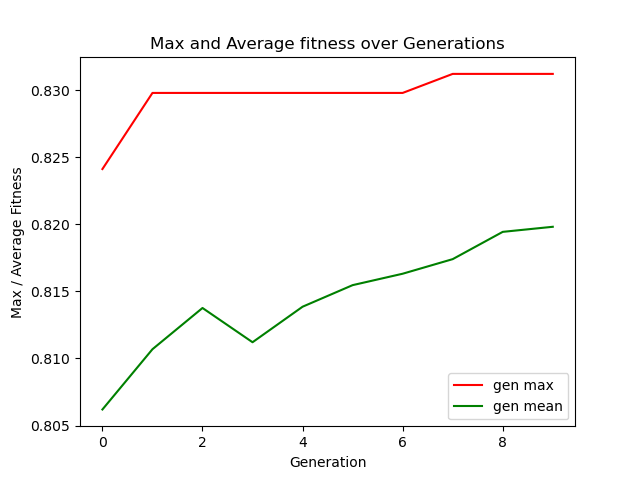 Max and Average fitness over Generations
Max / Average Fitness
0.830
0.825
0.820
0.815
0.810
0.805
0
2
4
6
8
Generation
gen max
gen mean